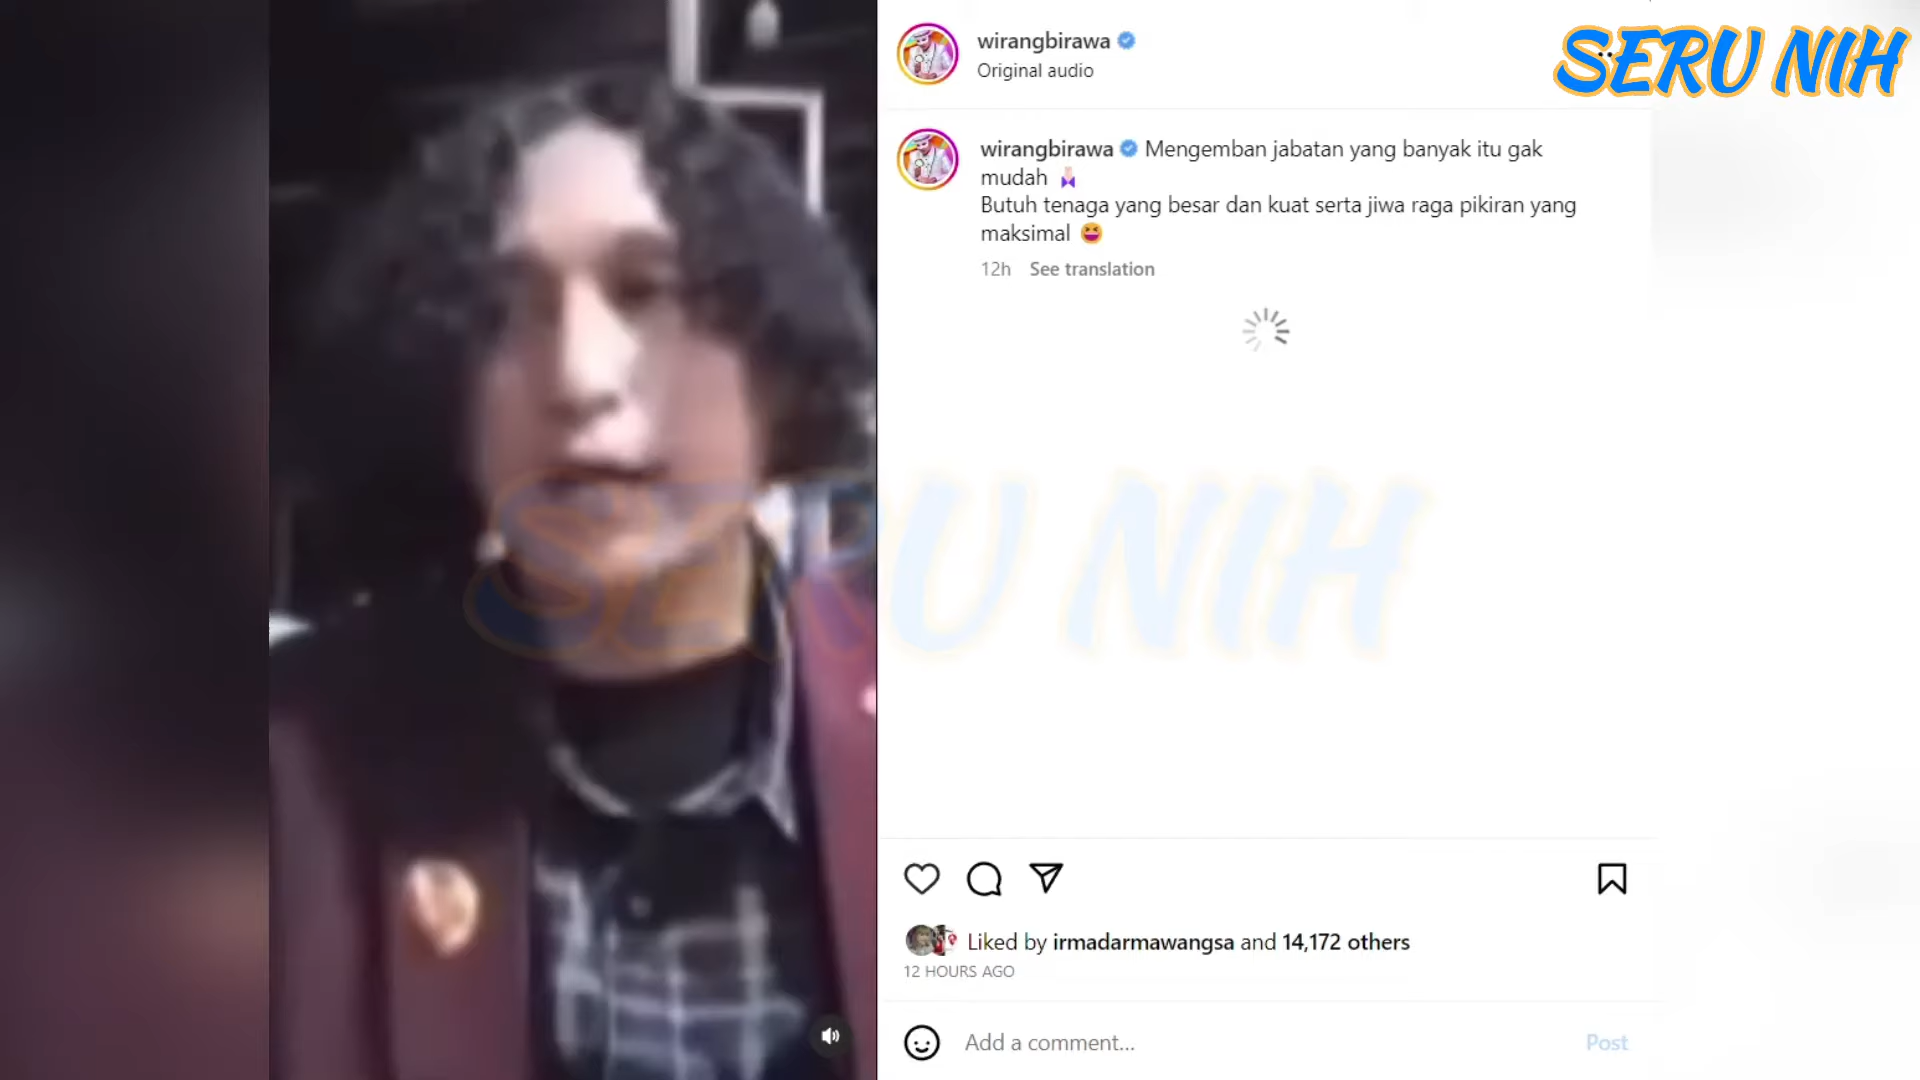 wirangbirawa
Original audio
SERU NIH
wirangbirawa Mengemban jabatan yang banyak itu gak
mudah
Butuh tenaga yang besar dan kuat serta jiwa raga pikiran yang
maksimal 😆
12h See translation
SERU NIH
Liked by irmadarmawangsa and 14,172 others
12 HOURS AGO
Add a comment...
Post